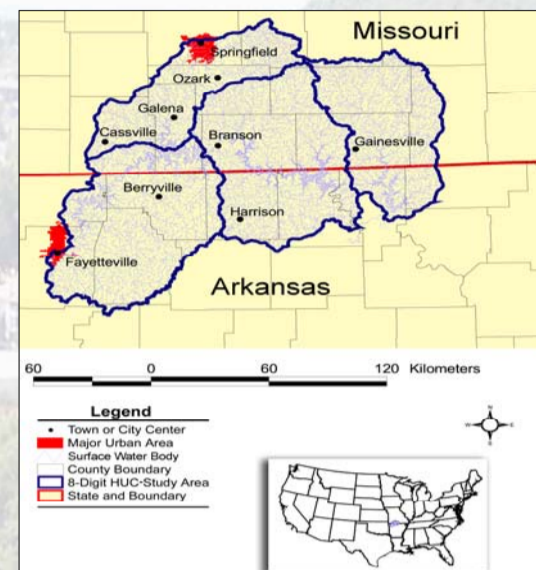 Missouri
Springfield
Ozark
Galena
Cassville
Branson
Gainesville
Berryville
Harrison
Fayetteville
Arkansas
60 0 60 120 Kilometers
Legend
Town or City Center
Major Urban Area
Surface Water Body
County Boundary
8-Digit HUC-Study Area
State and Boundary
N
W E
S